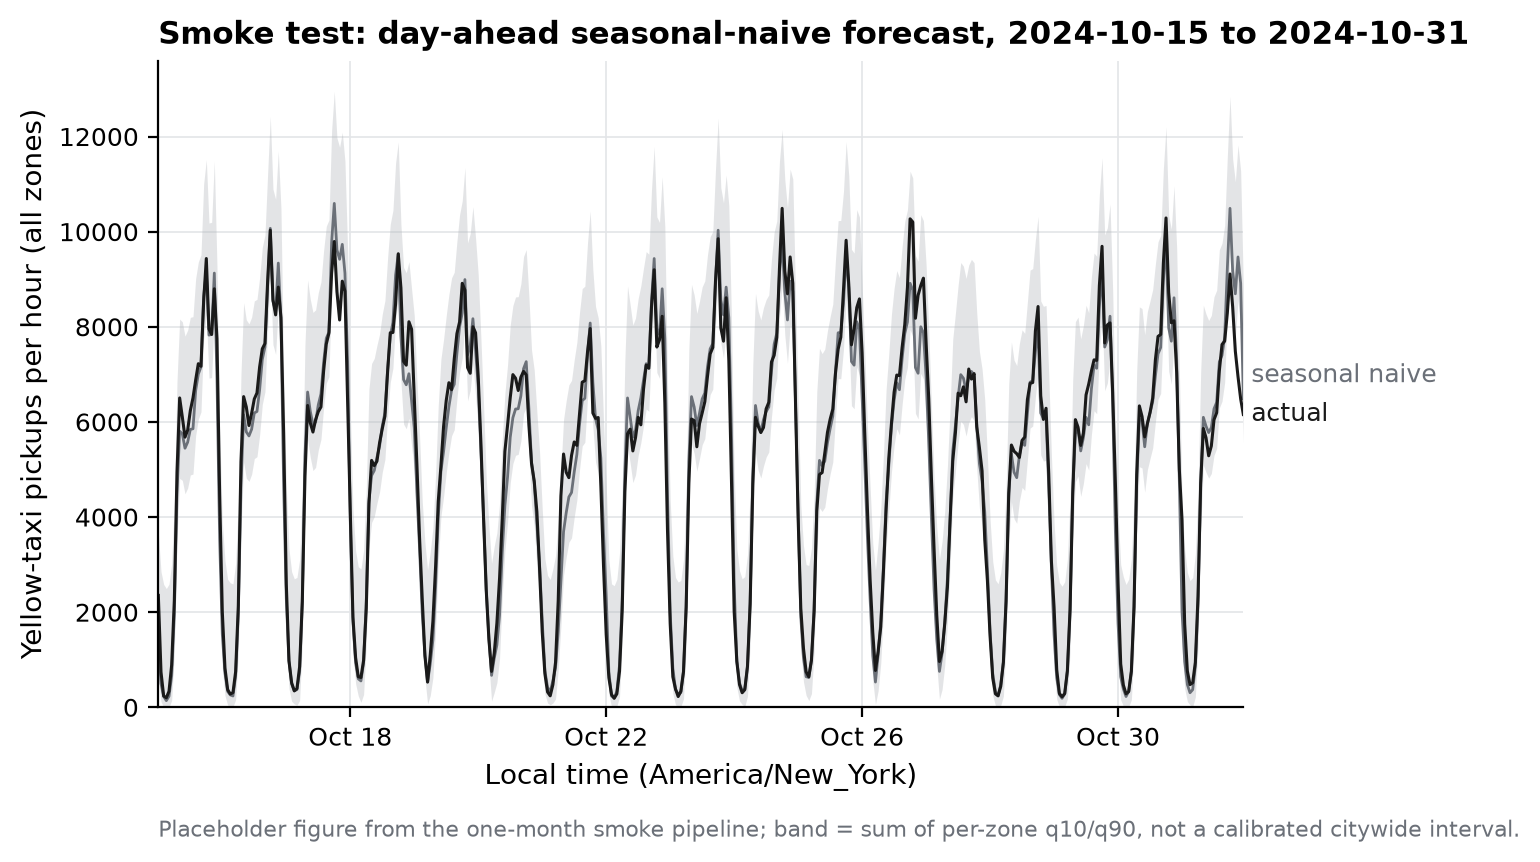 Smoke test: day-ahead seasonal-naive forecast, 2024-10-15 to 2024-10-31
Yellow-taxi pickups per hour (all zones)
12000
10000
8000
6000
4000
2000
0
seasonal naive
actual
Oct 18
Oct 22
Oct 26
Oct 30
Local time (America/New_York)
Placeholder figure from the one-month smoke pipeline; band = sum of per-zone q10/q90, not a calibrated citywide interval.